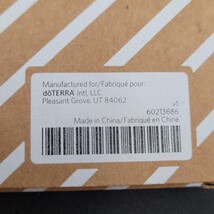 Manufactured for/Fabriqué pour:
dōTERRA Intl, LLC
Pleasant Grove, UT 84062
v1
60213686
Made in China/Fabriqué en Chine